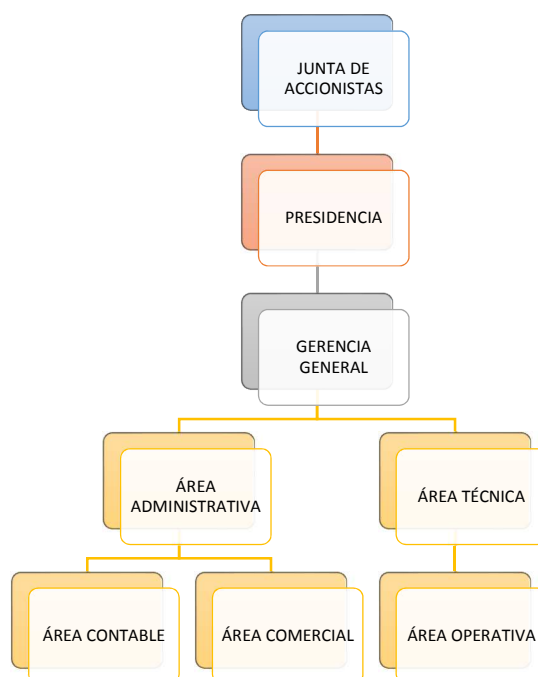 JUNTA DE
ACCIONISTAS
PRESIDENCIA
GERENCIA
GENERAL
ÁREA
ADMINISTRATIVA
ÁREA TÉCNICA
ÁREA CONTABLE
ÁREA COMERCIAL
ÁREA OPERATIVA